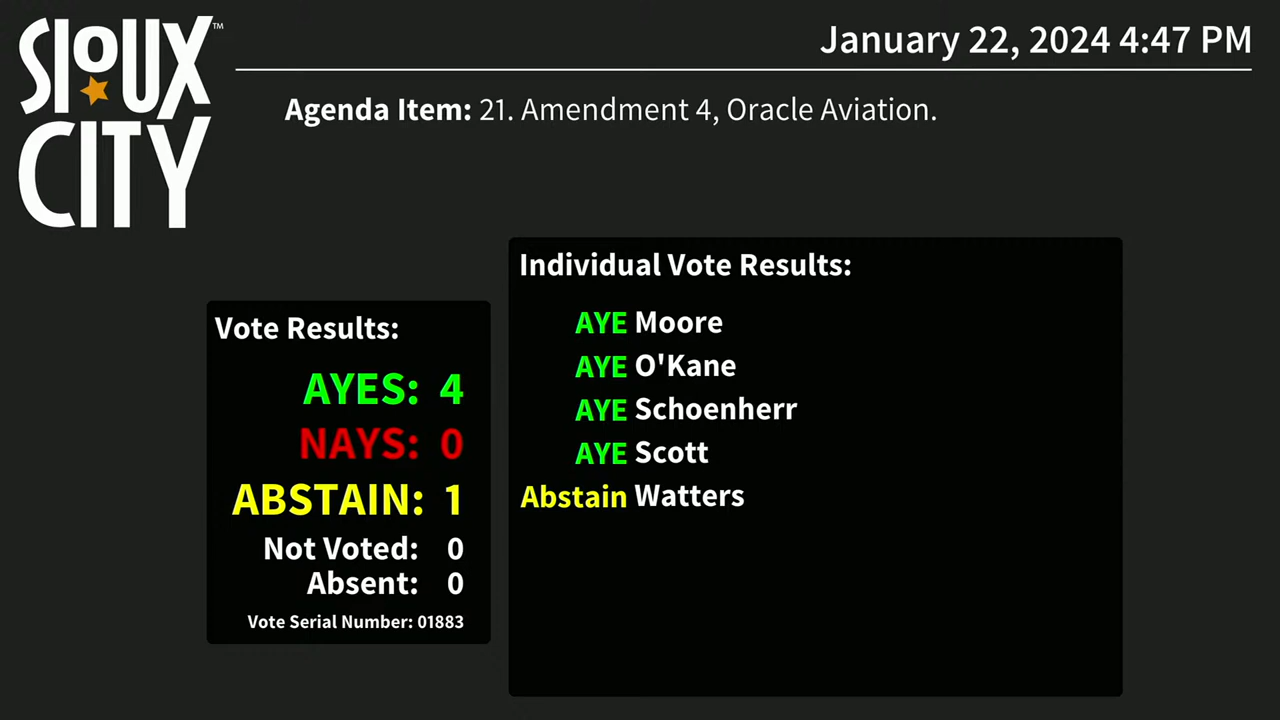 SIOUX™
CITY
January 22, 2024 4:47 PM
Agenda Item: 21. Amendment 4, Oracle Aviation.
Vote Results:
AYES: 4
NAYS: 0
ABSTAIN: 1
Not Voted: 0
Absent: 0
Vote Serial Number: 01883
Individual Vote Results:
AYE Moore
AYE O'Kane
AYE Schoenherr
AYE Scott
Abstain Watters